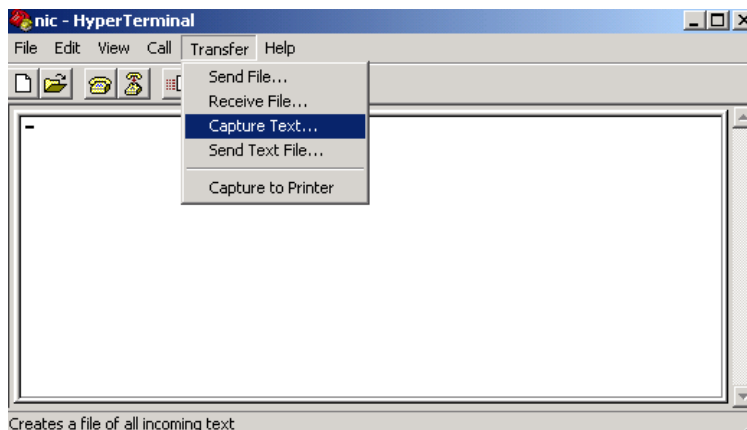 nic - HyperTerminal
File Edit View Call Transfer Help
Send File...
Receive File...
Capture Text...
Send Text File...
Capture to Printer
Creates a file of all incoming text